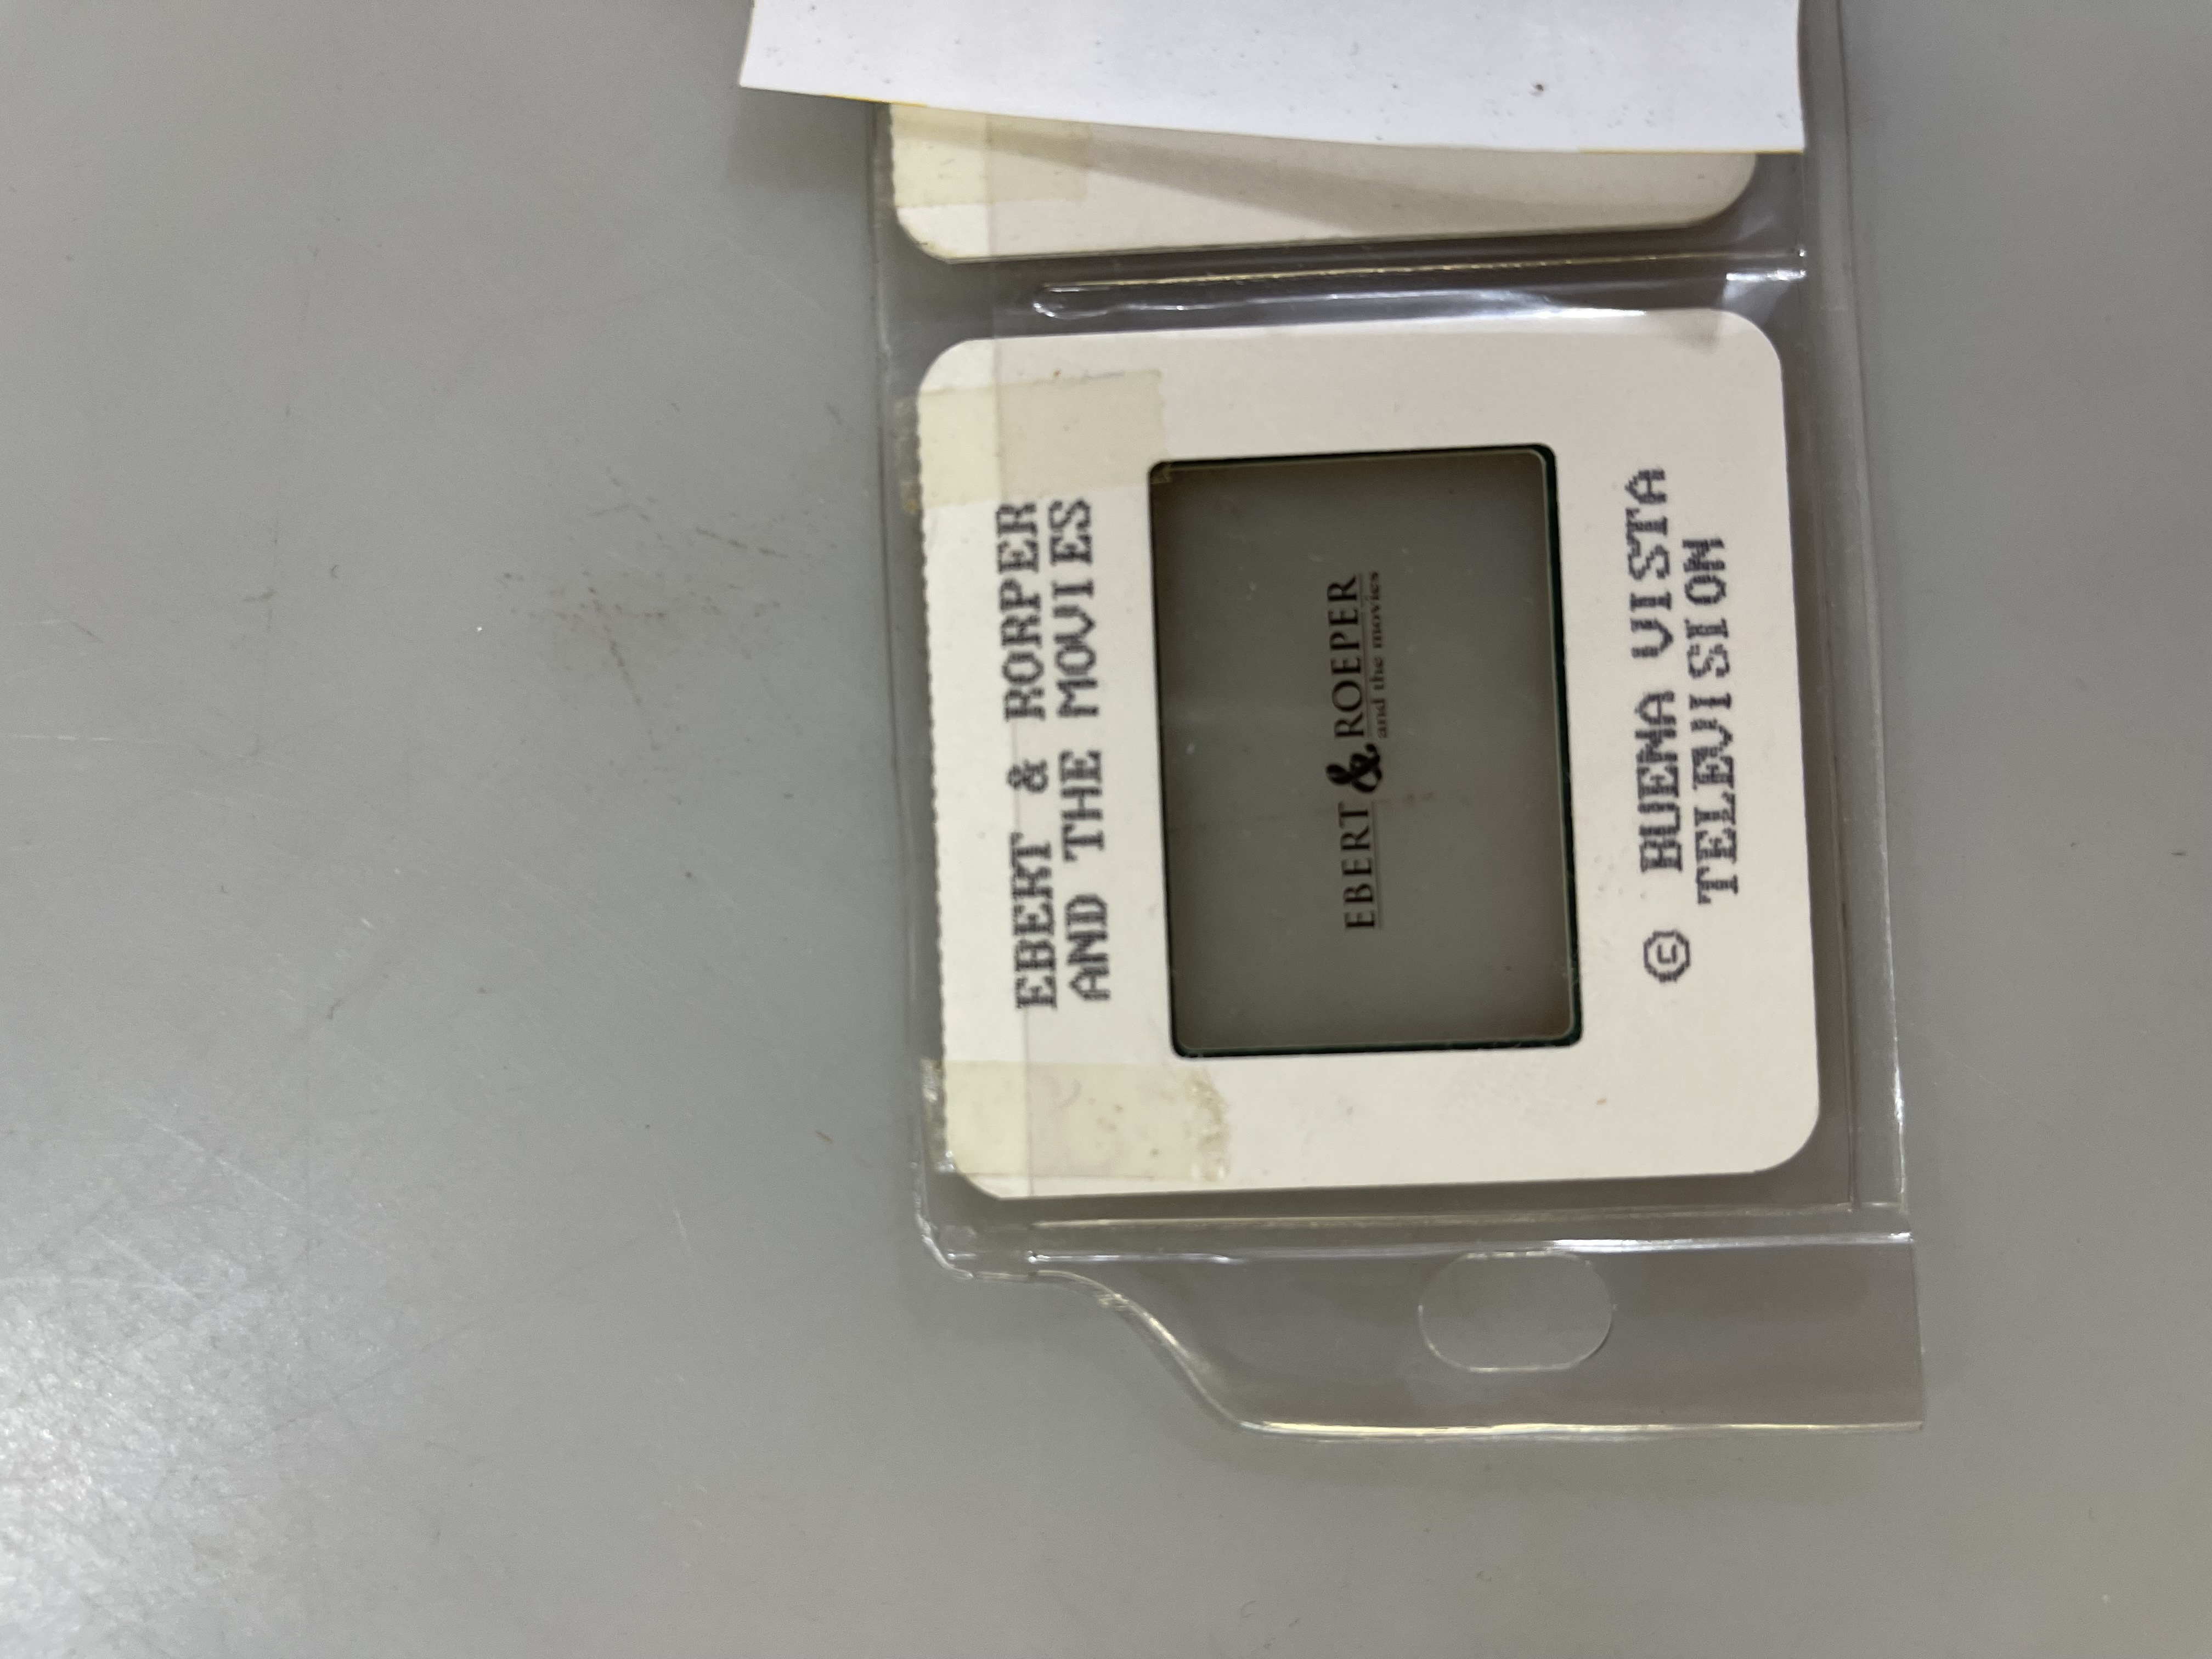 EBERT & RORPER
AND THE MOVIES
EBERT & ROEPER
and the movies
© BUENA VISTA
TELEVISION